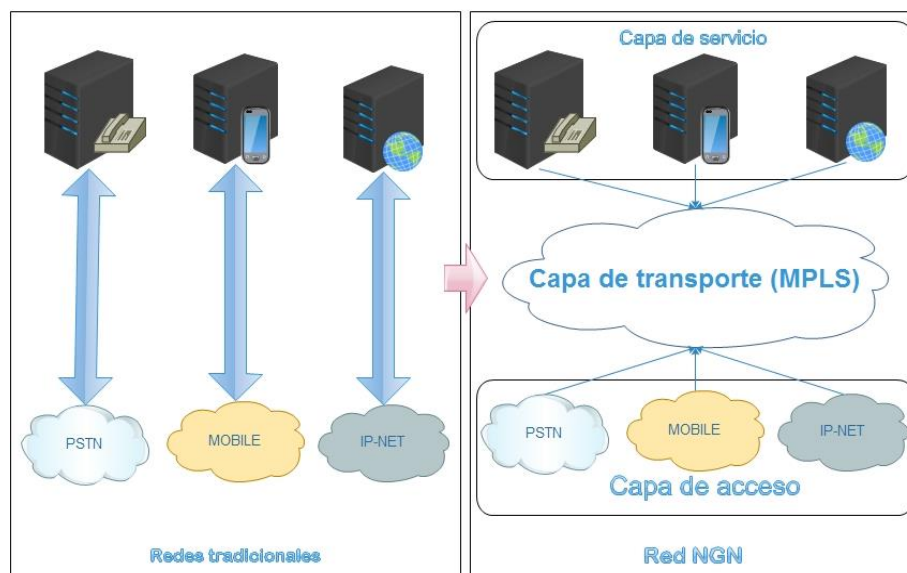 PSTN
MOBILE
IP-NET
Redes tradicionales
Capa de servicio
Capa de transporte (MPLS)
PSTN
MOBILE
IP-NET
Capa de acceso
Red NGN